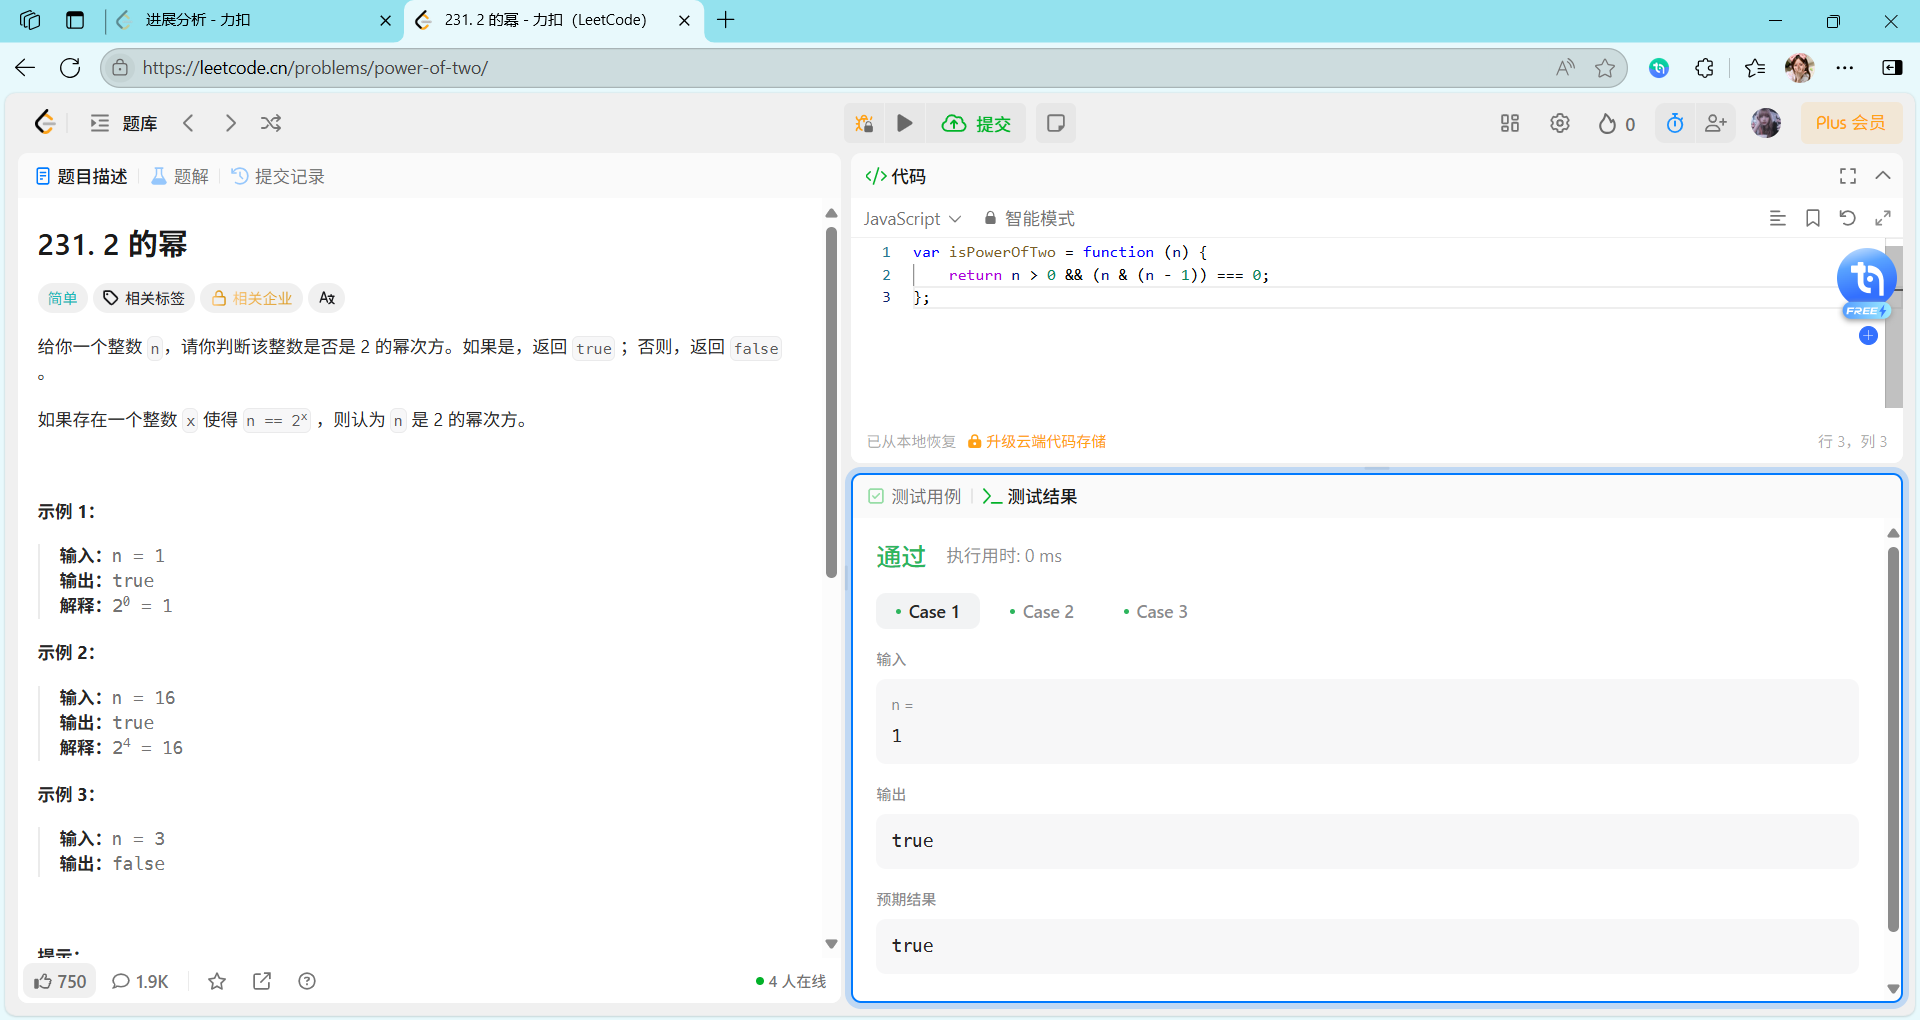 进展分析 - 力扣
231. 2 的幂 - 力扣 (LeetCode)
https://leetcode.cn/problems/power-of-two/
题库
提交
0
Plus 会员
题目描述
题解
提交记录
231. 2 的幂
简单
相关标签
相关企业
给你一个整数 n，请你判断该整数是否是 2 的幂次方。如果是，返回 true ；否则，返回 false
。
如果存在一个整数 x 使得 n == 2ˣ ，则认为 n 是 2 的幂次方。
示例 1：
输入：n = 1
输出：true
解释：2⁰ = 1
示例 2：
输入：n = 16
输出：true
解释：2⁴ = 16
示例 3：
输入：n = 3
输出：false
提示：
750
1.9K
4 人在线
</> 代码
JavaScript
智能模式
1 var isPowerOfTwo = function (n) {
2     return n > 0 && (n & (n - 1)) === 0;
3 };
FREE
已从本地恢复
升级云端代码存储
行 3，列 3
测试用例
>_ 测试结果
通过
执行用时: 0 ms
Case 1
Case 2
Case 3
输入
n =
1
输出
true
预期结果
true